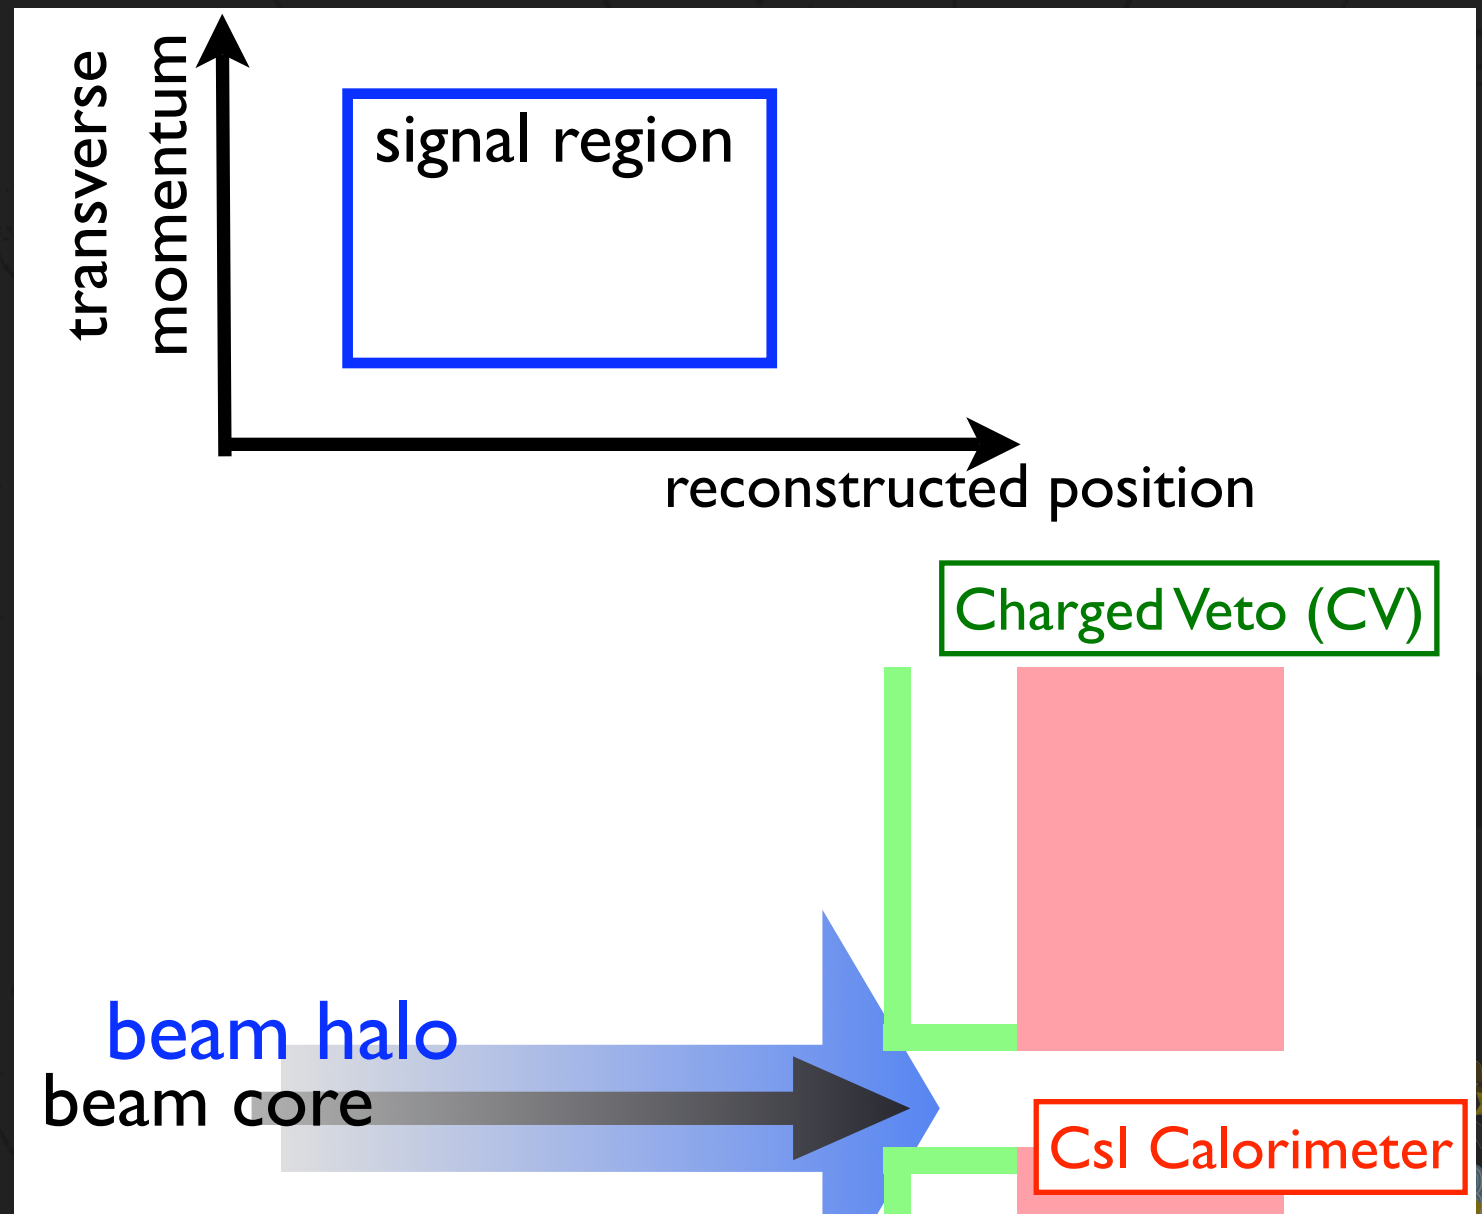 transverse
momentum
signal region
reconstructed position
Charged Veto (CV)
beam halo
beam core
CsI Calorimeter